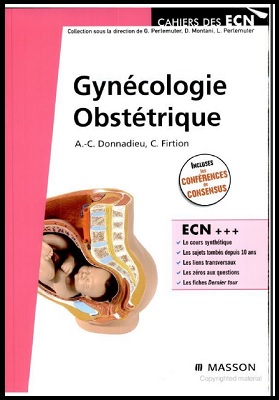 CAHIERS DES ECN
Collection sous la direction de G. Perlemuter, D. Montani, L. Perlemuter
Gynécologie
Obstétrique
A.-C. Donnadieu, C. Firtion
INCLUSES
les CONFÉRENCES
de CONSENSUS
ECN +++
Le cours synthétique
Les sujets tombés depuis 10 ans
Les liens transversaux
Les zéros aux questions
Les fiches Dernier tour
MASSON
Copyrighted material